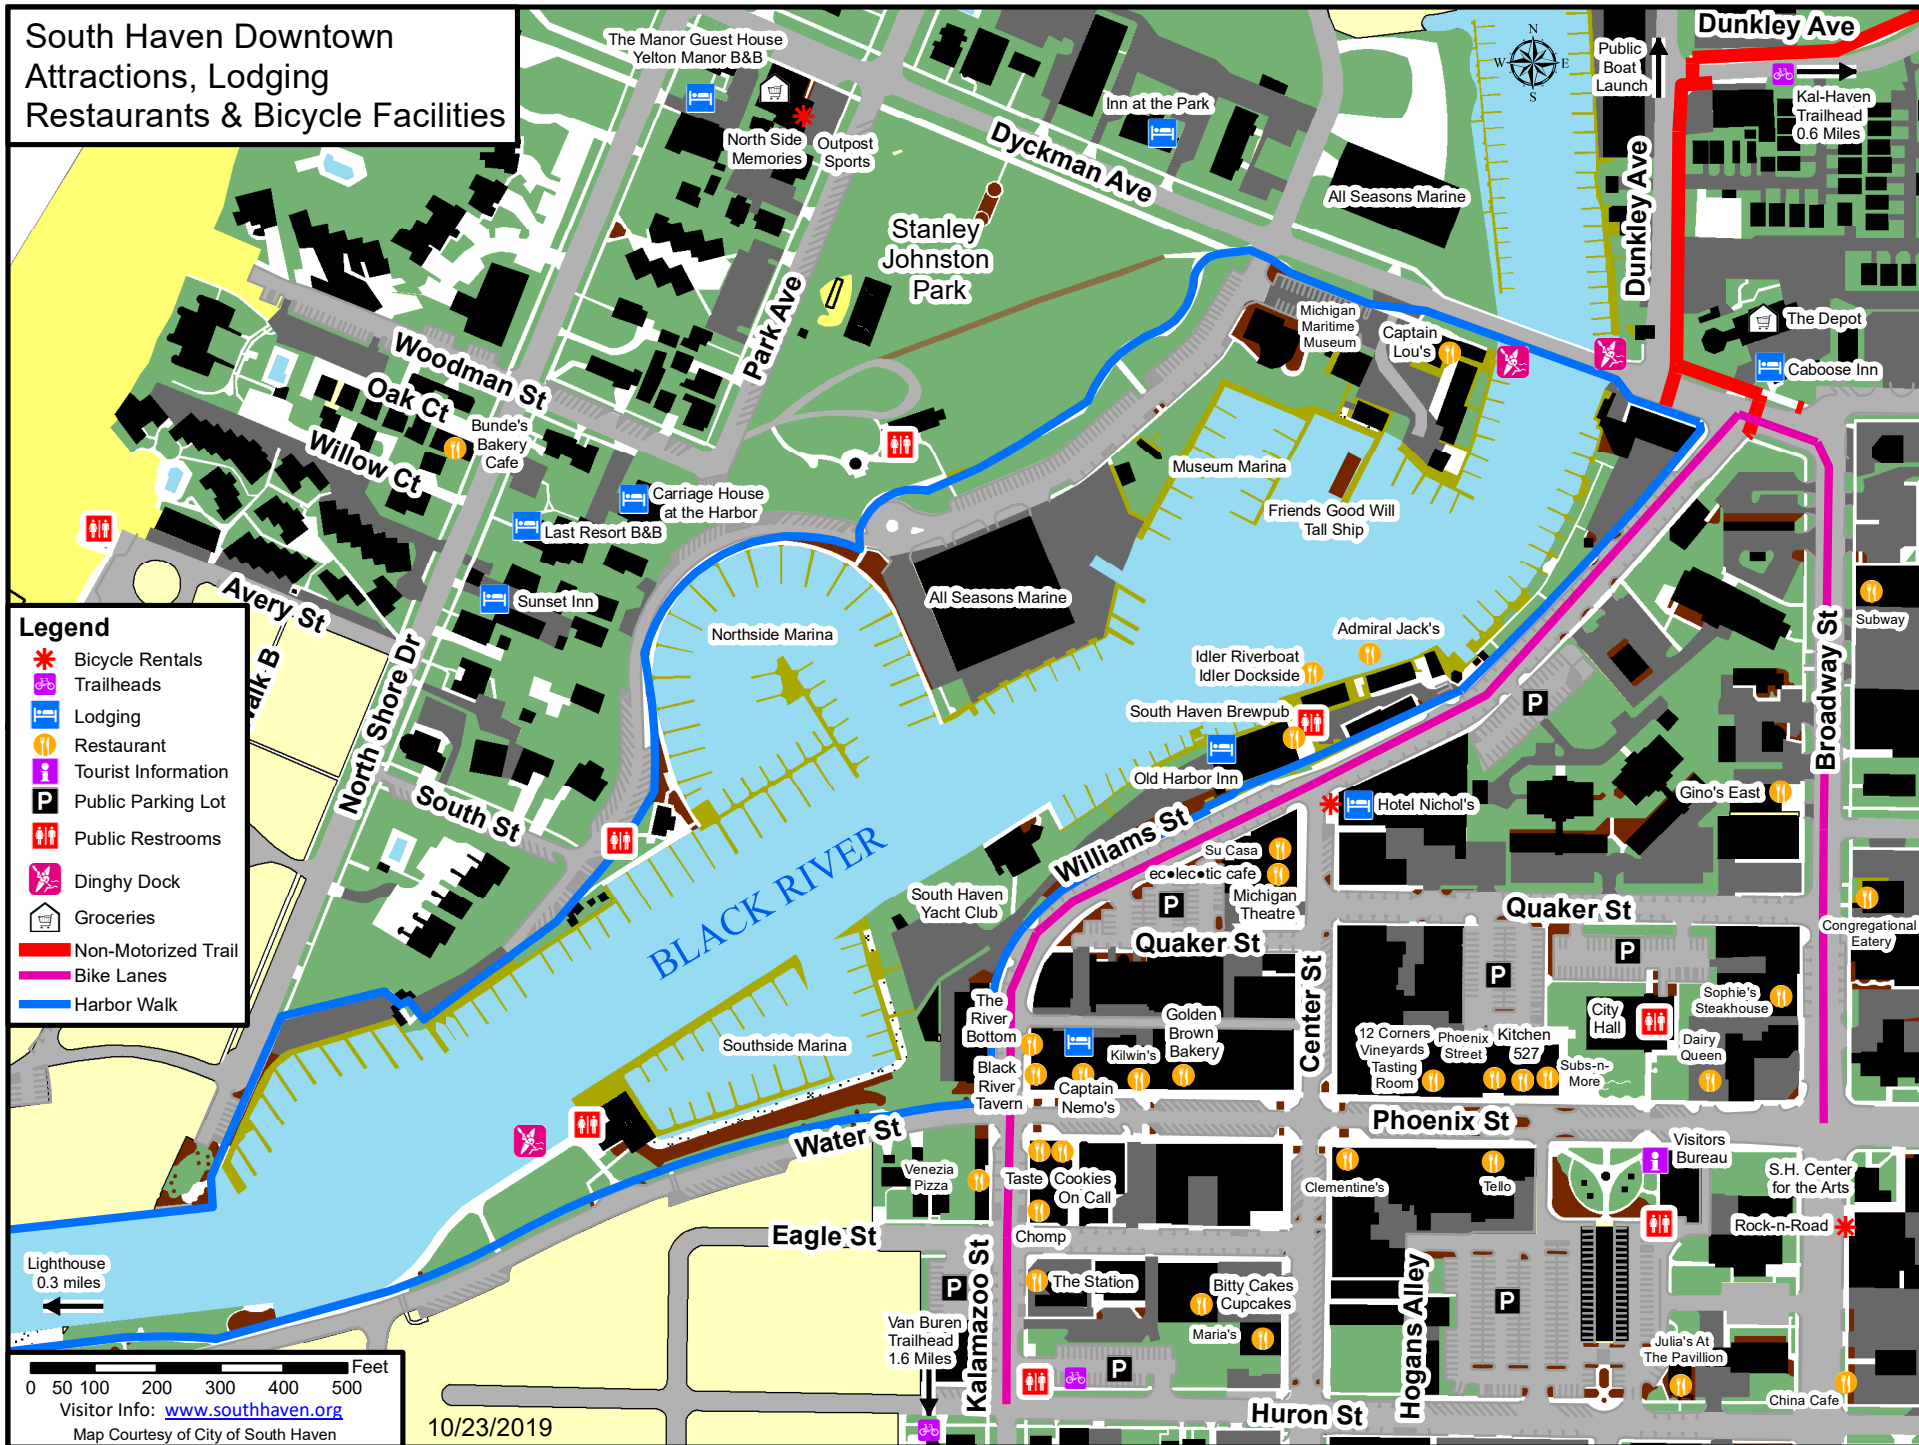 South Haven Downtown
Attractions, Lodging
Restaurants & Bicycle Facilities
The Manor Guest House
Yelton Manor B&B
North Side
Memories
Outpost
Sports
Inn at the Park
Dyckman Ave
All Seasons Marine
N
W
E
S
Public
Boat
Launch
Dunkley Ave
Dunkley Ave
Kal-Haven
Trailhead
0.6 Miles
Stanley
Johnston
Park
Park Ave
Michigan
Maritime
Museum
Captain
Lou's
The Depot
Caboose Inn
Woodman St
Oak Ct
Willow Ct
Bunde's
Bakery
Cafe
Carriage House
at the Harbor
Last Resort B&B
Museum Marina
Friends Good Will
Tall Ship
Avery St
Sunset Inn
All Seasons Marine
Northside Marina
Admiral Jack's
Idler Riverboat
Idler Dockside
Subway
Broadway St
Legend
Bicycle Rentals
Trailheads
Lodging
Restaurant
Tourist Information
Public Parking Lot
Public Restrooms
Dinghy Dock
Groceries
Non-Motorized Trail
Bike Lanes
Harbor Walk
alk B
North Shore Dr
South St
South Haven Brewpub
Old Harbor Inn
Hotel Nichol's
Gino's East
Williams St
Su Casa
ec•lec•tic cafe
Michigan
Theatre
BLACK RIVER
South Haven
Yacht Club
Quaker St
Quaker St
Congregational
Eatery
Center St
The
River
Bottom
Golden
Brown
Bakery
Kilwin's
Black
River
Tavern
Captain
Nemo's
12 Corners
Vineyards
Tasting
Room
Phoenix
Street
Kitchen
527
Subs-n-
More
City
Hall
Sophie's
Steakhouse
Dairy
Queen
Southside Marina
Phoenix St
Water St
Venezia
Pizza
Taste
Cookies
On Call
Clementine's
Tello
Visitors
Bureau
S.H. Center
for the Arts
Rock-n-Road
Eagle St
Chomp
Kalamazoo St
The Station
Bitty Cakes
Cupcakes
Maria's
Hogans Alley
Julia's At
The Pavillion
China Cafe
Huron St
Van Buren
Trailhead
1.6 Miles
Lighthouse
0.3 miles
Feet
0 50 100 200 300 400 500
Visitor Info: www.southhaven.org
Map Courtesy of City of South Haven
10/23/2019
P
P
P
P
P
P
P
P